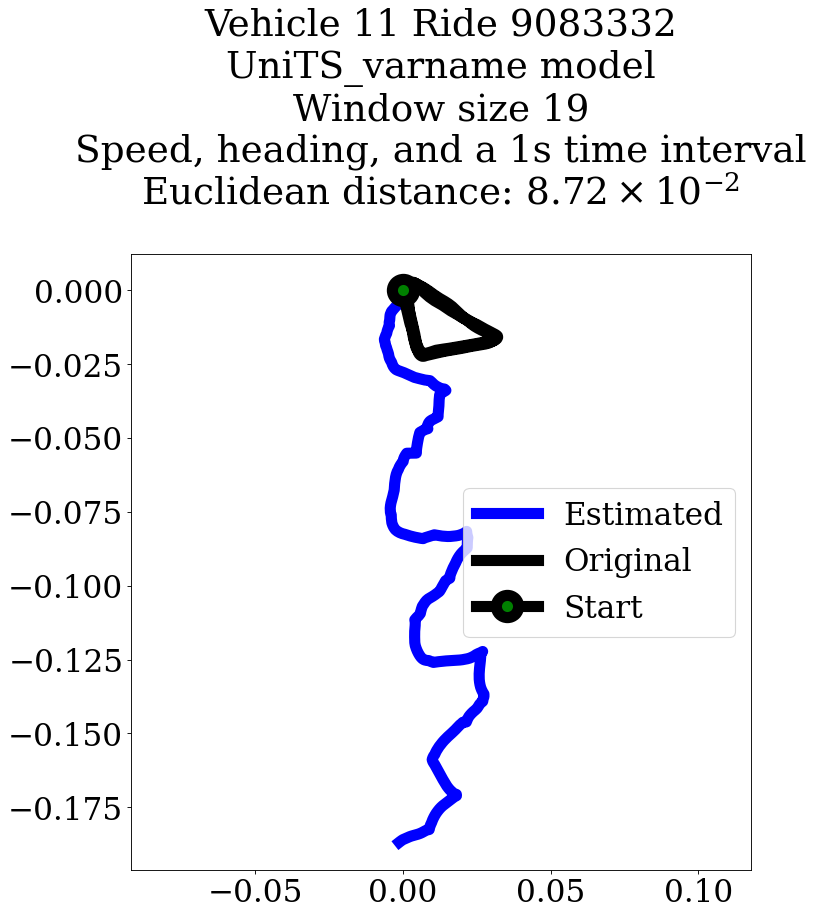 Vehicle 11 Ride 9083332
UniTS_varname model
Window size 19
Speed, heading, and a 1s time interval
Euclidean distance: 8.72 × 10⁻²
0.000
−0.025
−0.050
−0.075
−0.100
−0.125
−0.150
−0.175
Estimated
Original
Start
−0.05
0.00
0.05
0.10